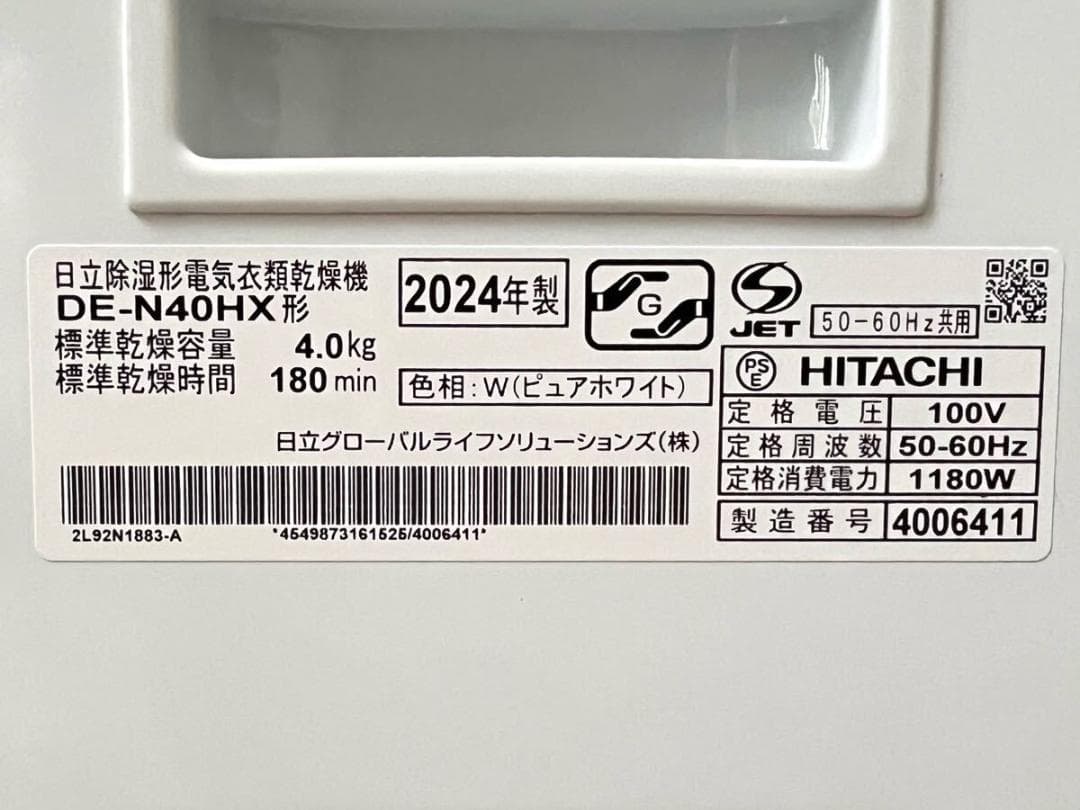 日立除湿形電気衣類乾燥機
DE-N40HX形
標準乾燥容量 4.0kg
標準乾燥時間 180 min
2024年製
G
JET
50-60Hz共用
色相:W(ピュアホワイト)
日立グローバルライフソリューションズ(株)
2L92N1883-A
*4549873161525/4006411*
PSE HITACHI
定格電圧 100V
定格周波数 50-60Hz
定格消費電力 1180W
製造番号 4006411